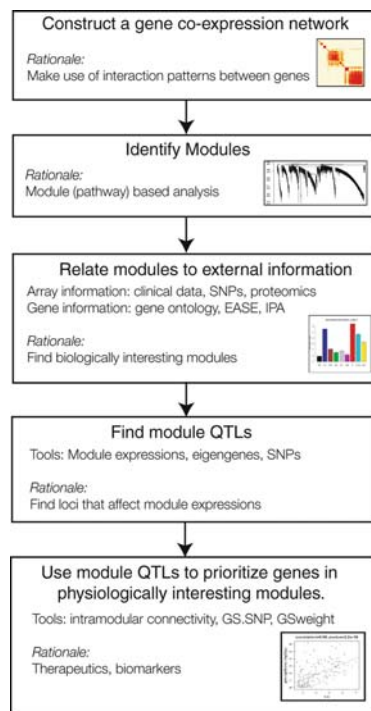 Construct a gene co-expression network
Rationale:
Make use of interaction patterns between genes
Identify Modules
Rationale:
Module (pathway) based analysis
Relate modules to external information
Array information: clinical data, SNPs, proteomics
Gene information: gene ontology, EASE, IPA
Rationale:
Find biologically interesting modules
Find module QTLs
Tools: Module expressions, eigengenes, SNPs
Rationale:
Find loci that affect module expressions
Use module QTLs to prioritize genes in
physiologically interesting modules.
Tools: intramodular connectivity, GS.SNP, GSweight
Rationale:
Therapeutics, biomarkers